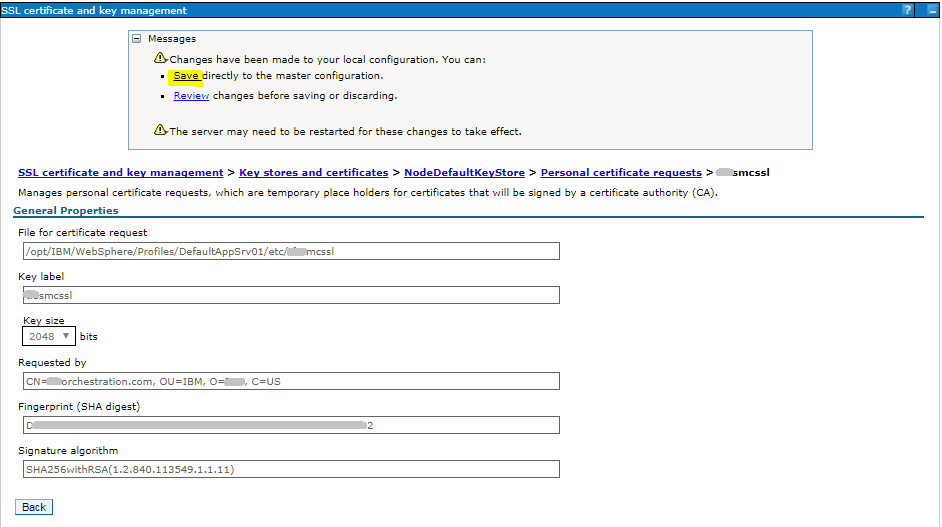 SSL certificate and key management
?
Messages
Changes have been made to your local configuration. You can:
Save directly to the master configuration.
Review changes before saving or discarding.
The server may need to be restarted for these changes to take effect.
SSL certificate and key management > Key stores and certificates > NodeDefaultKeyStore > Personal certificate requests > smcssl
Manages personal certificate requests, which are temporary place holders for certificates that will be signed by a certificate authority (CA).
General Properties
File for certificate request
/opt/IBM/WebSphere/Profiles/DefaultAppSrv01/etc/ mcssl
Key label
smcssl
Key size
2048 bits
Requested by
CN= orchestration.com, OU=IBM, O= , C=US
Fingerprint (SHA digest)
D 2
Signature algorithm
SHA256withRSA(1.2.840.113549.1.1.11)
Back